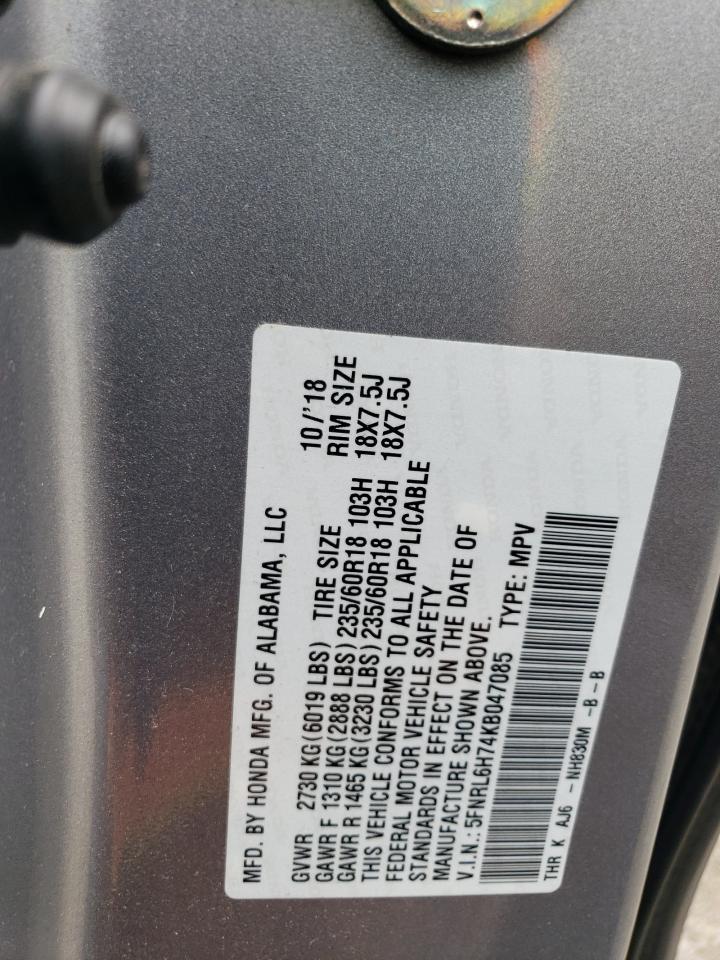 MFD. BY HONDA MFG. OF ALABAMA, LLC
10/'18
GVWR 2730 KG(6019 LBS) TIRE SIZE RIM SIZE
GAWR F 1310 KG(2888 LBS)235/60R18 103H 18X7.5J
GAWR R 1465 KG(3230 LBS)235/60R18 103H 18X7.5J
THIS VEHICLE CONFORMS TO ALL APPLICABLE
FEDERAL MOTOR VEHICLE SAFETY
STANDARDS IN EFFECT ON THE DATE OF
MANUFACTURE SHOWN ABOVE.
V.I.N.:5FNRL6H74KB047085 TYPE: MPV
THR K AJ6 -NH830M -B-B